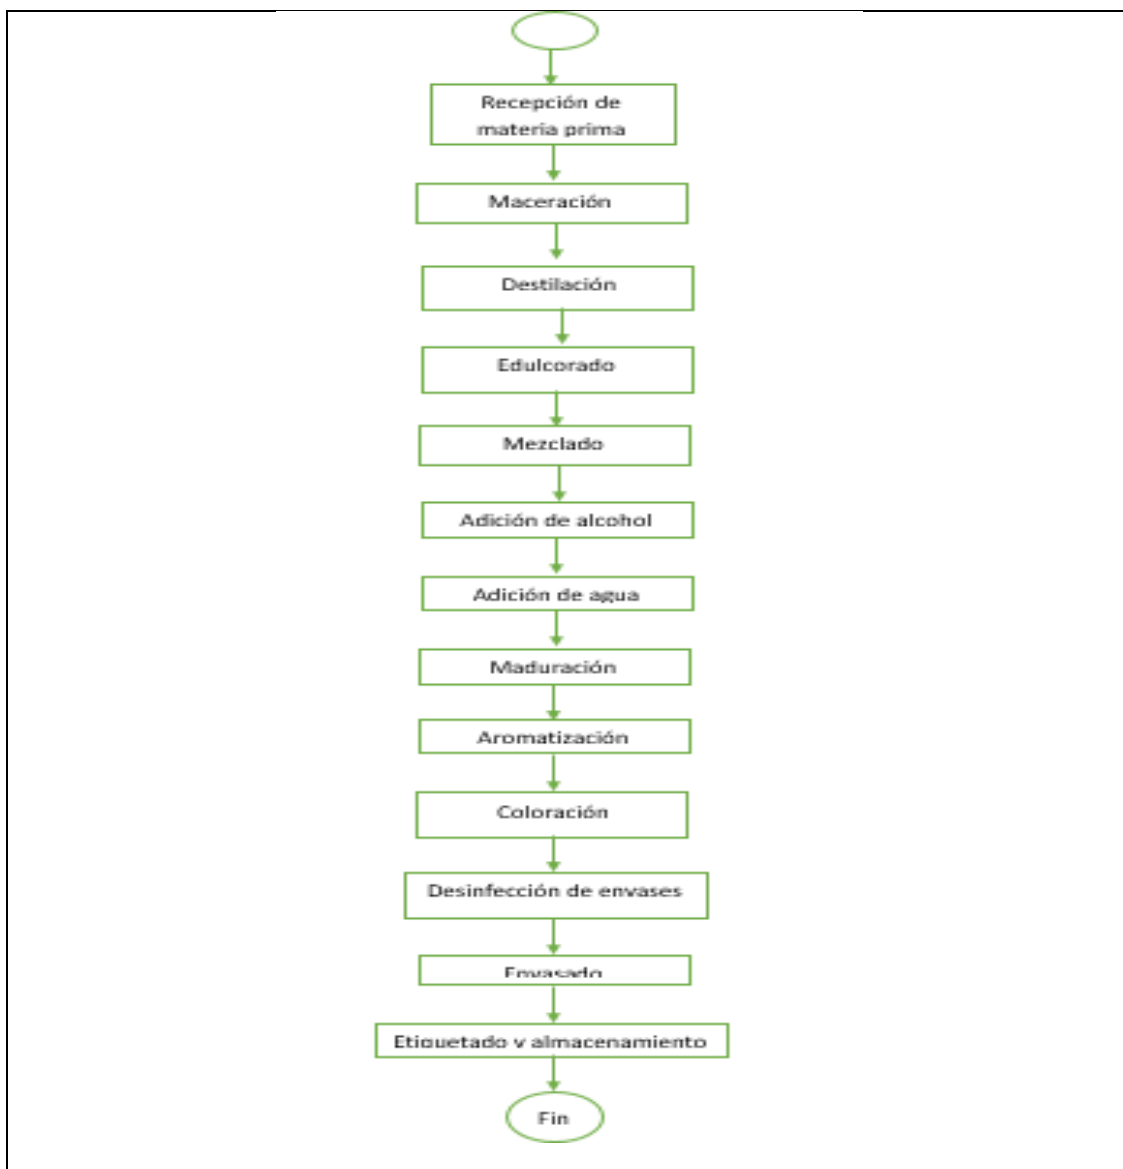 Recepción de
materia prima
Maceración
Destilación
Edulcorado
Mezclado
Adición de alcohol
Adición de agua
Maduración
Aromatización
Coloración
Desinfección de envases
Envasado
Etiquetado y almacenamiento
Fin